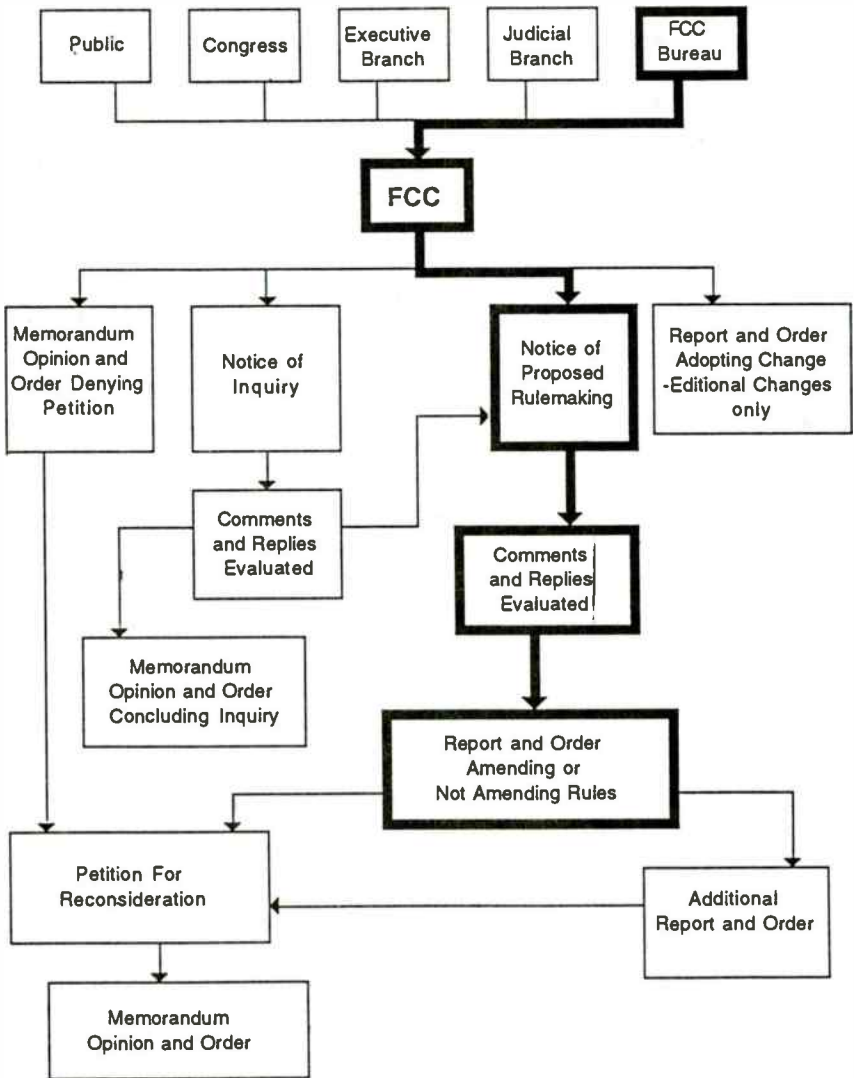 Public
Congress
Executive
Branch
Judicial
Branch
FCC
Bureau
FCC
Memorandum
Opinion and
Order Denying
Petition
Notice of
Inquiry
Notice of
Proposed
Rulemaking
Report and Order
Adopting Change
-Editional Changes
only
Comments
and Replies
Evaluated
Comments
and Replies
Evaluated
Memorandum
Opinion and Order
Concluding Inquiry
Report and Order
Amending or
Not Amending Rules
Petition For
Reconsideration
Additional
Report and Order
Memorandum
Opinion and Order